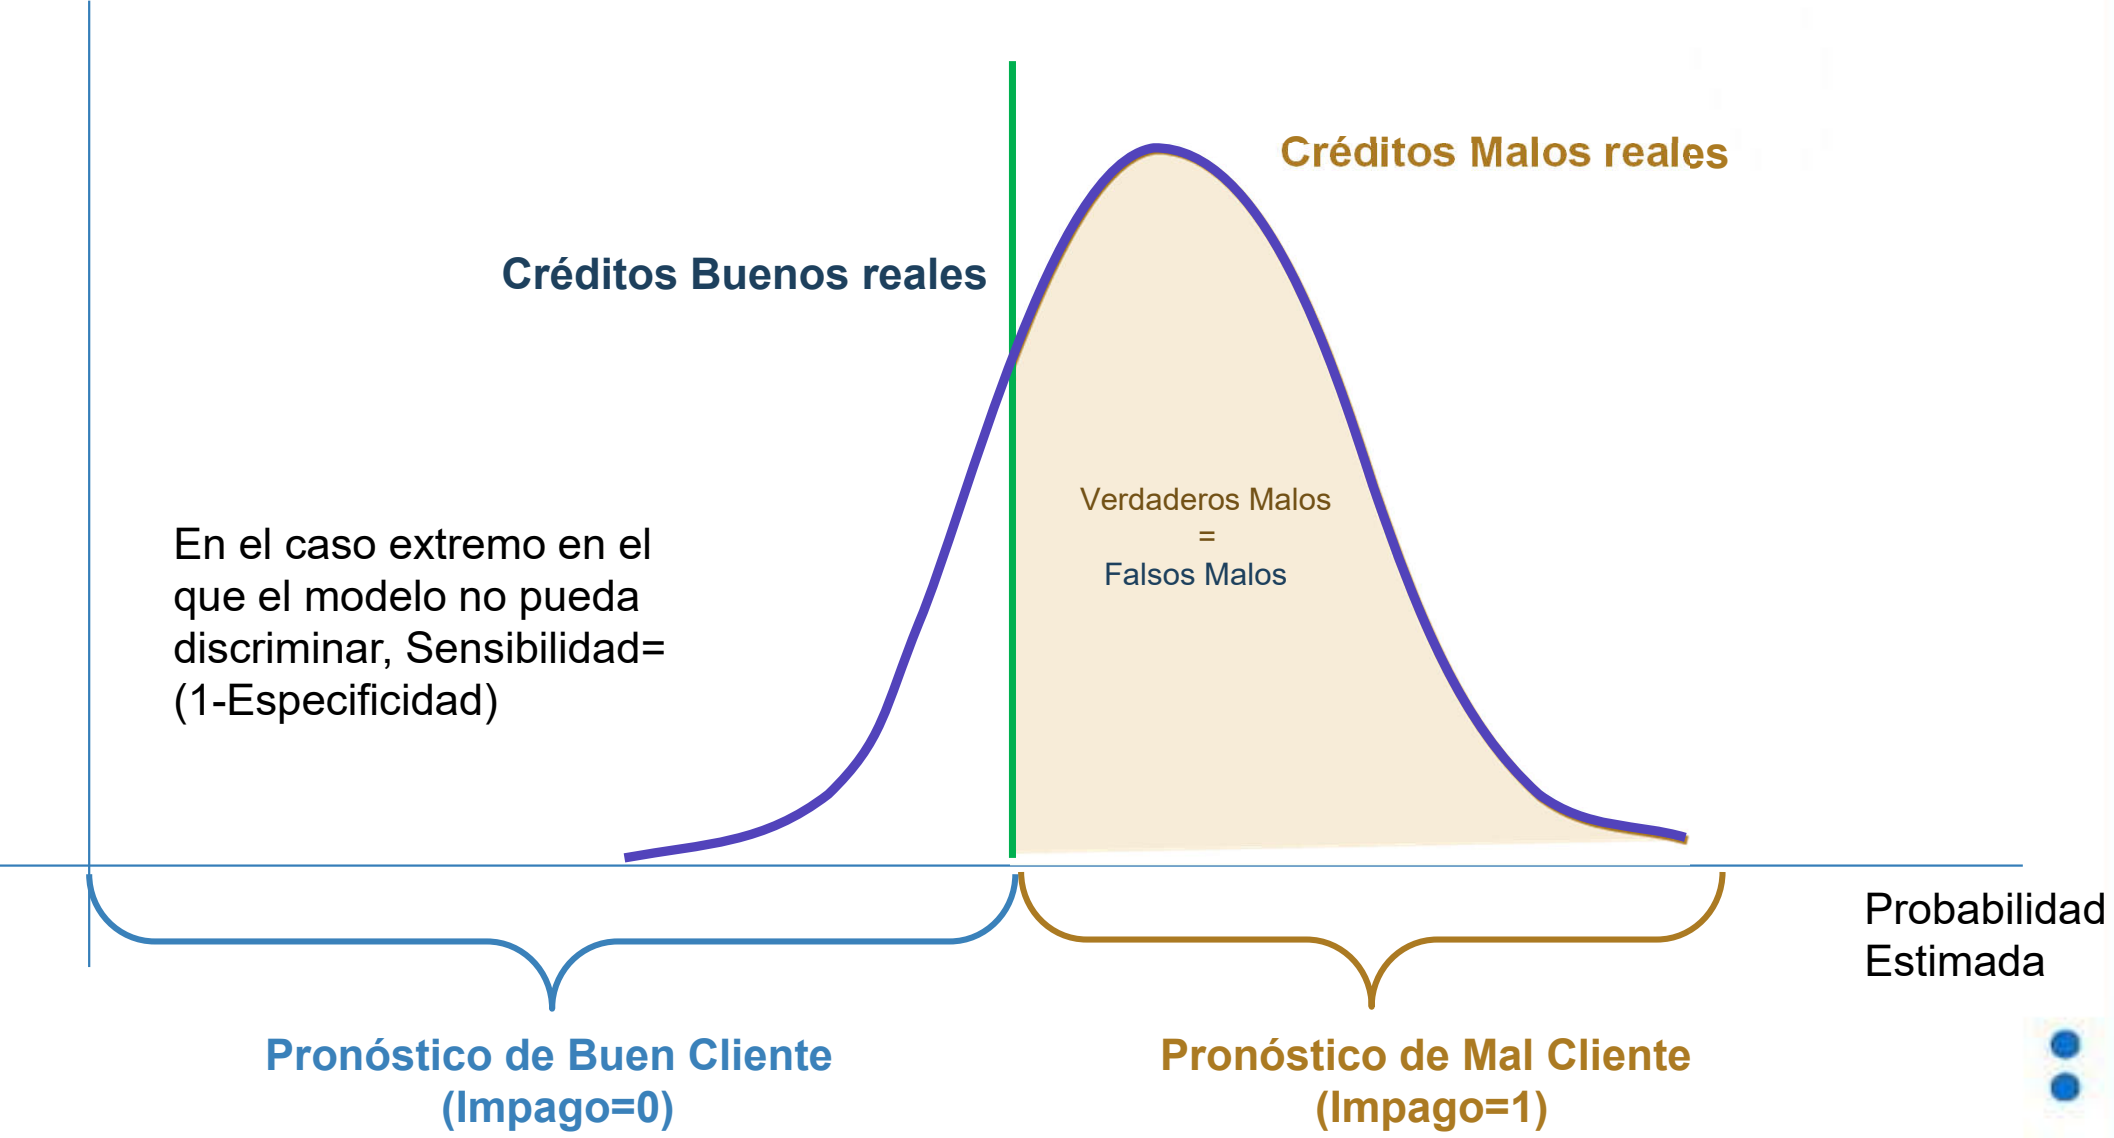 Créditos Malos reales
Créditos Buenos reales
Verdaderos Malos
=
Falsos Malos
En el caso extremo en el
que el modelo no pueda
discriminar, Sensibilidad=
(1-Especificidad)
Probabilidad
Estimada
Pronóstico de Buen Cliente
(Impago=0)
Pronóstico de Mal Cliente
(Impago=1)